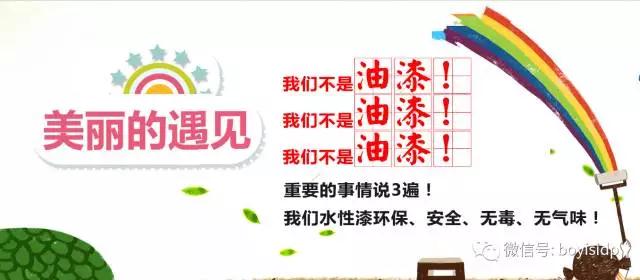 美丽的遇见
我们不是油漆！
我们不是油漆！
我们不是油漆！
重要的事情说3遍！
我们水性漆环保、安全、无毒、无气味！
微信号: boyisidp